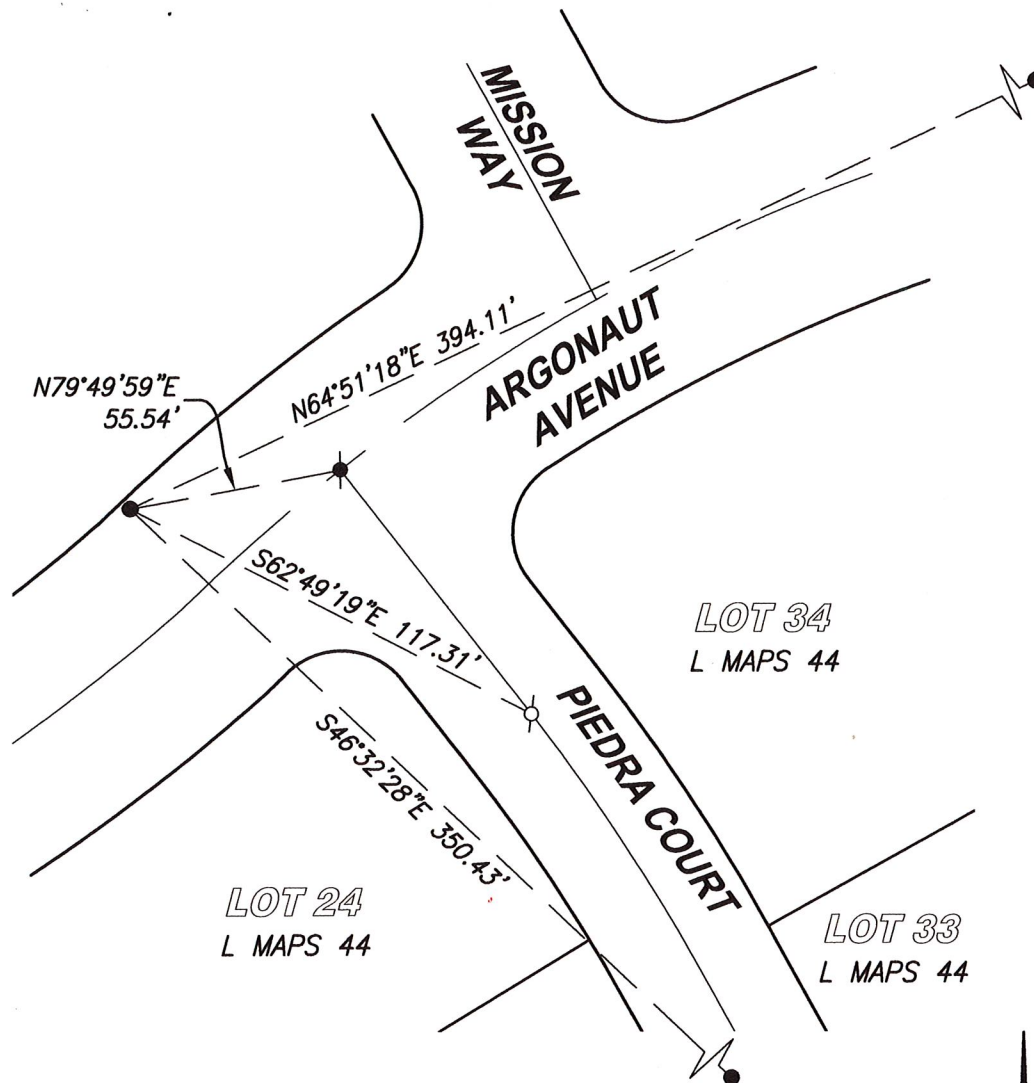 MISSION
WAY
N64°51'18"E 394.11'
ARGONAUT
AVENUE
N79°49'59"E
55.54'
S62°49'19"E 117.31'
S46°32'28"E 350.43'
LOT 34
L MAPS 44
PIEDRA COURT
LOT 24
L MAPS 44
LOT 33
L MAPS 44